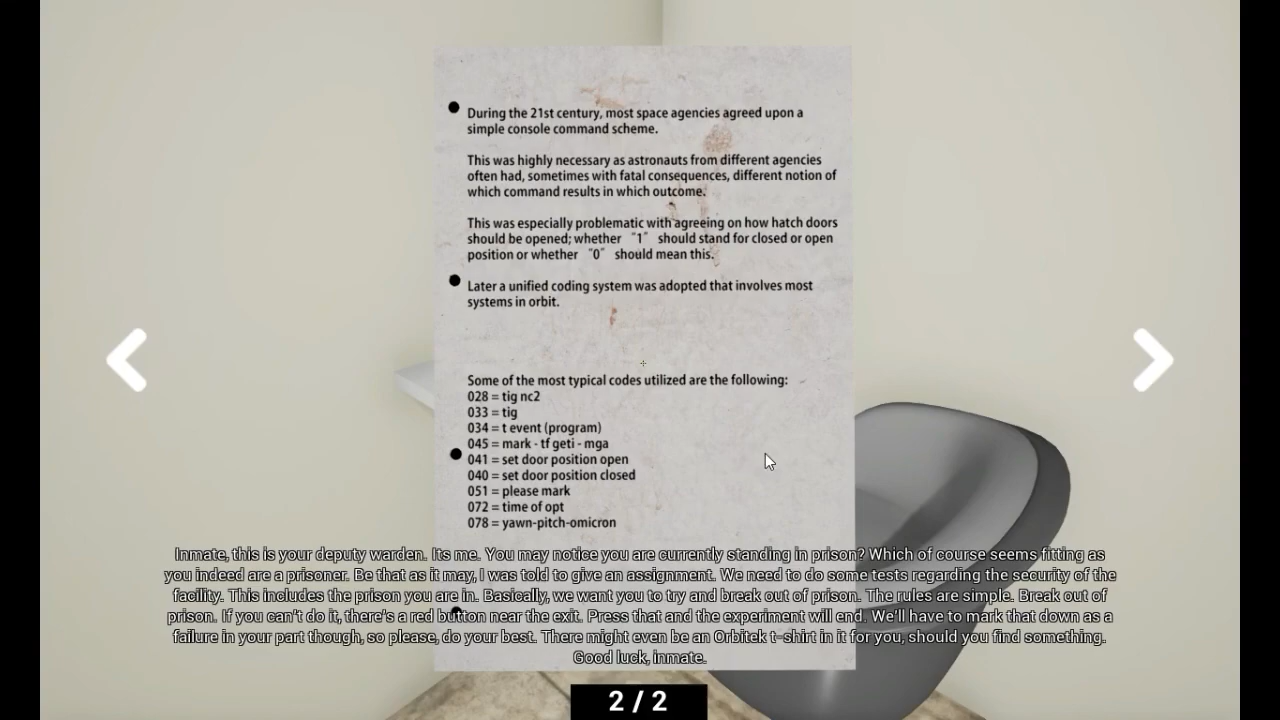 During the 21st century, most space agencies agreed upon a
simple console command scheme.
This was highly necessary as astronauts from different agencies
often had, sometimes with fatal consequences, different notion of
which command results in which outcome.
This was especially problematic with agreeing on how hatch doors
should be opened; whether "1" should stand for closed or open
position or whether "0" should mean this.
Later a unified coding system was adopted that involves most
systems in orbit.
Some of the most typical codes utilized are the following:
028 = tig nc2
033 = tig
034 = t event (program)
045 = mark - tf geti - mga
041 = set door position open
040 = set door position closed
051 = please mark
072 = time of opt
078 = yawn-pitch-omicron
Inmate, this is your deputy warden. Its me. You may notice you are currently standing in prison? Which of course seems fitting as
you indeed are a prisoner. Be that as it may, I was told to give an assignment. We need to do some tests regarding the security of the
facility. This includes the prison you are in. Basically, we want you to try and break out of prison. The rules are simple. Break out of
prison. If you can't do it, there's a red button near the exit. Press that and the experiment will end. We'll have to mark that down as a
failure in your part though, so please, do your best. There might even be an Orbitek t-shirt in it for you, should you find something.
Good luck, inmate.
2 / 2